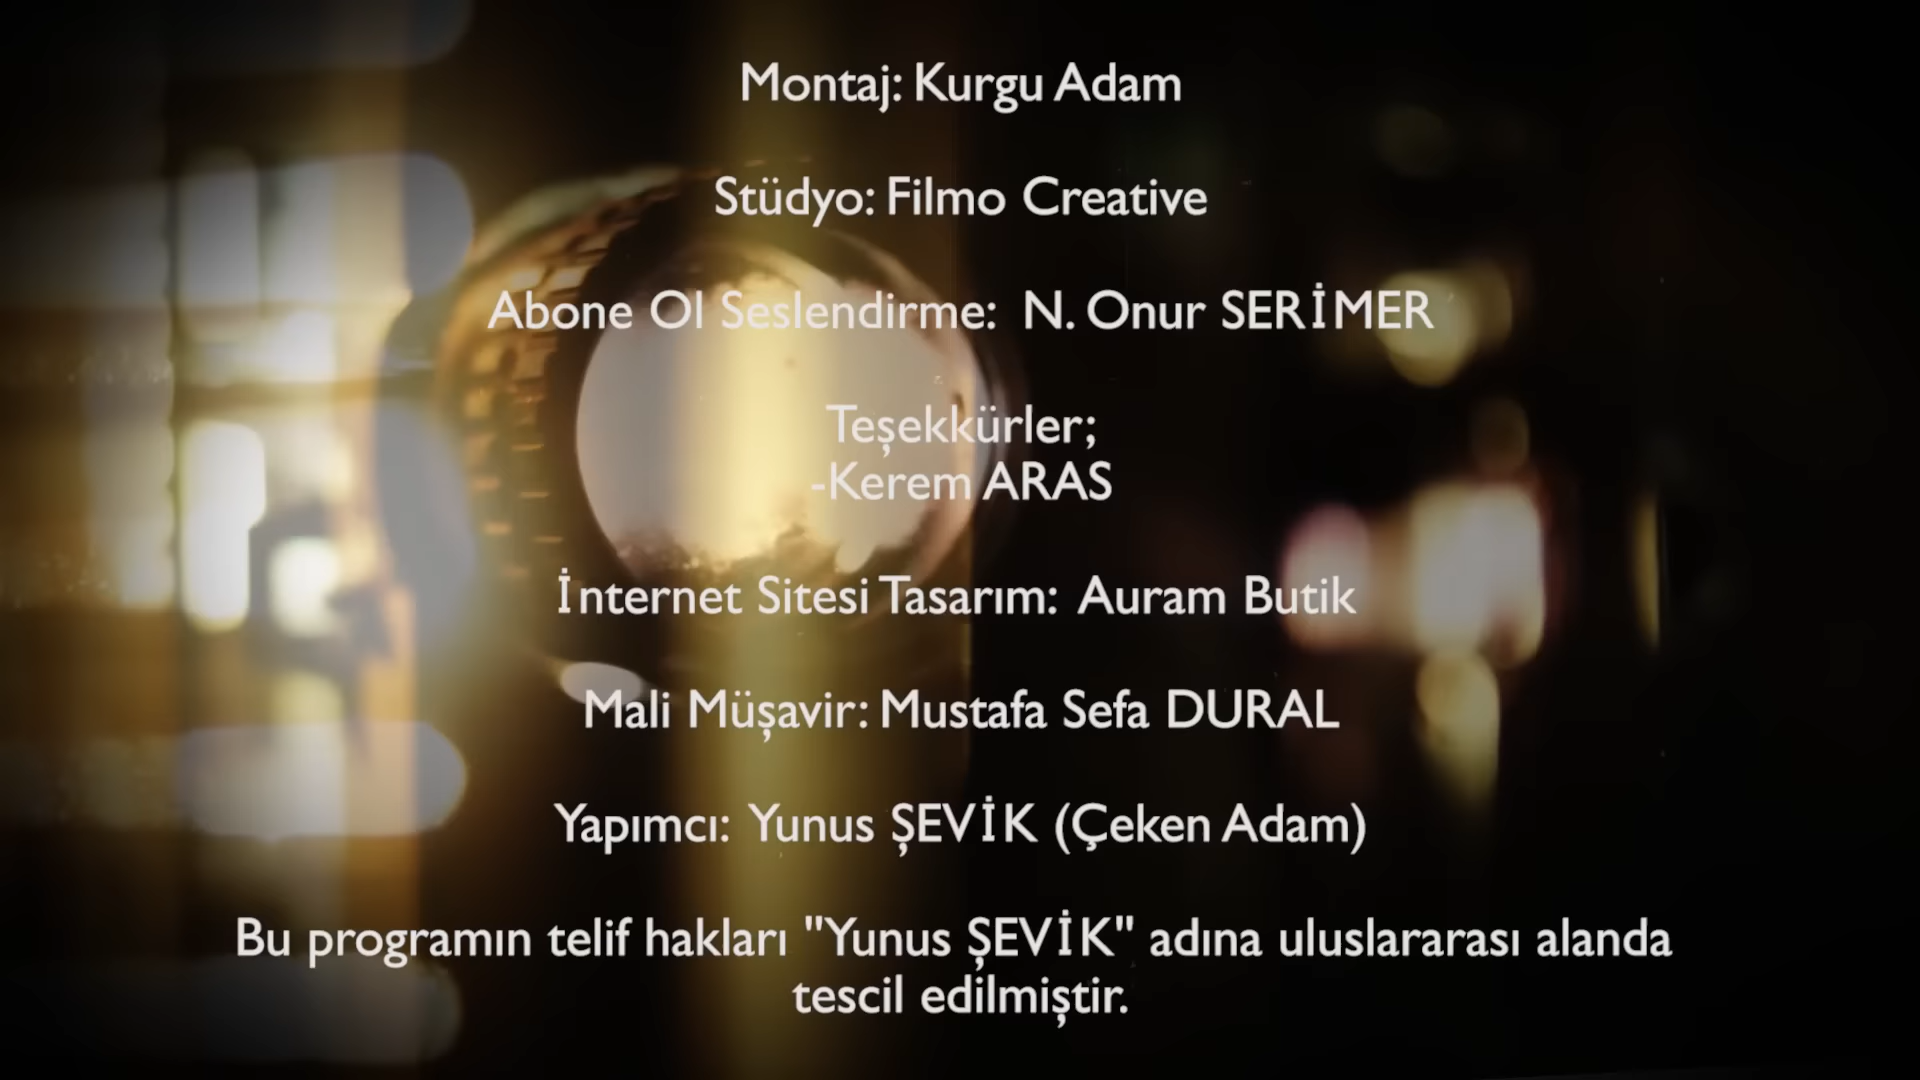 Montaj: Kurgu Adam
Stüdyo: Filmo Creative
Abone Ol Seslendirme: N. Onur SERİMER
Teşekkürler;
-Kerem ARAS
İnternet Sitesi Tasarım: Auram Butik
Mali Müşavir: Mustafa Sefa DURAL
Yapımcı: Yunus ŞEVİK (Çeken Adam)
Bu programın telif hakları "Yunus ŞEVİK" adına uluslararası alanda
tescil edilmiştir.